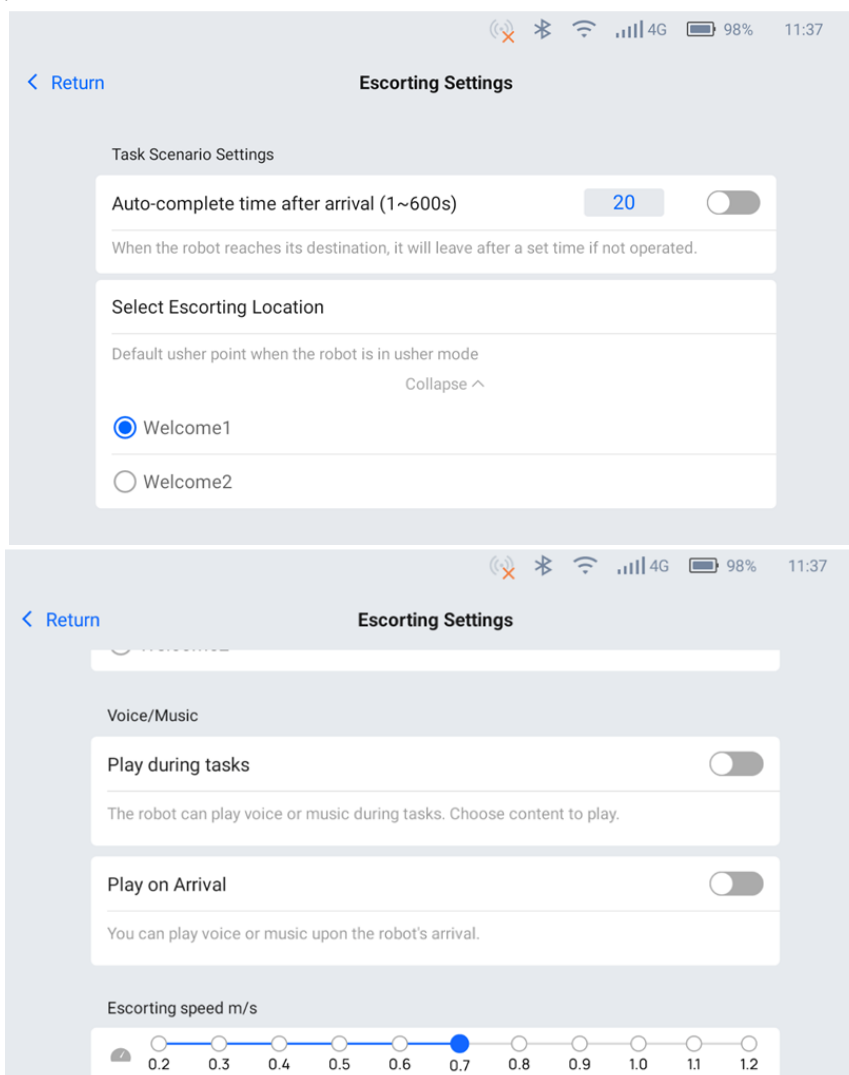 4G 98% 11:37
Return Escorting Settings
Task Scenario Settings
Auto-complete time after arrival (1~600s) 20
When the robot reaches its destination, it will leave after a set time if not operated.
Select Escorting Location
Default usher point when the robot is in usher mode
Collapse
Welcome1
Welcome2
4G 98% 11:37
Return Escorting Settings
Voice/Music
Play during tasks
The robot can play voice or music during tasks. Choose content to play.
Play on Arrival
You can play voice or music upon the robot's arrival.
Escorting speed m/s
0.2 0.3 0.4 0.5 0.6 0.7 0.8 0.9 1.0 1.1 1.2